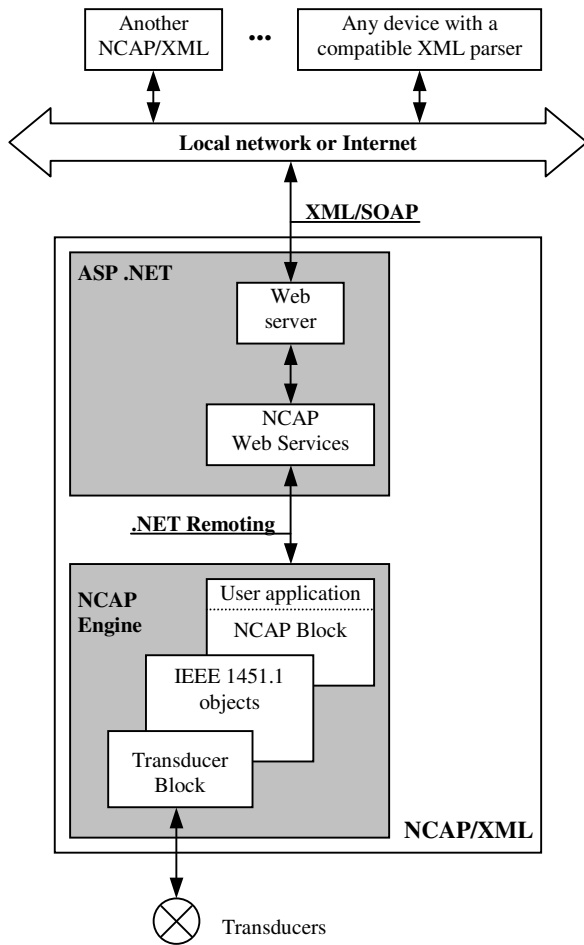 Another
NCAP/XML
...
Any device with a
compatible XML parser
Local network or Internet
XML/SOAP
ASP .NET
Web
server
NCAP
Web Services
.NET Remoting
NCAP
Engine
User application
NCAP Block
IEEE 1451.1
objects
Transducer
Block
NCAP/XML
Transducers